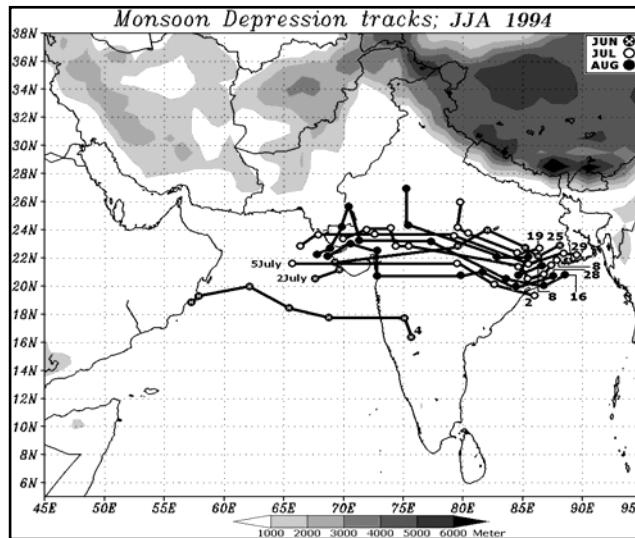 Monsoon Depression tracks; JJA 1994
38N
36N
34N
32N
30N
28N
26N
24N
22N
20N
18N
16N
14N
12N
10N
8N
6N
JUN
JUL
AUG
19 25
29
5July
2July
8
28
2 8 16
4
45E 50E 55E 60E 65E 70E 75E 80E 85E 90E 95E
1000 2000 3000 4000 5000 6000 Meter